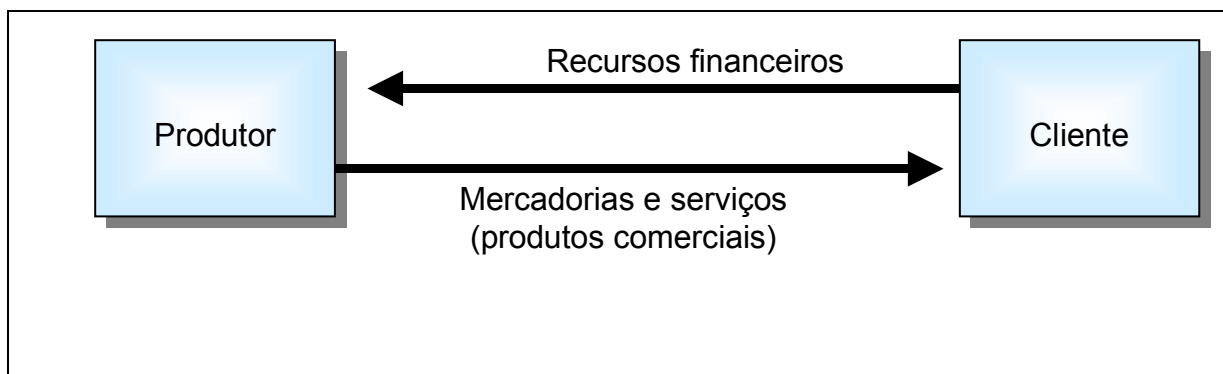 Recursos financeiros
Produtor
Cliente
Mercadorias e serviços
(produtos comerciais)